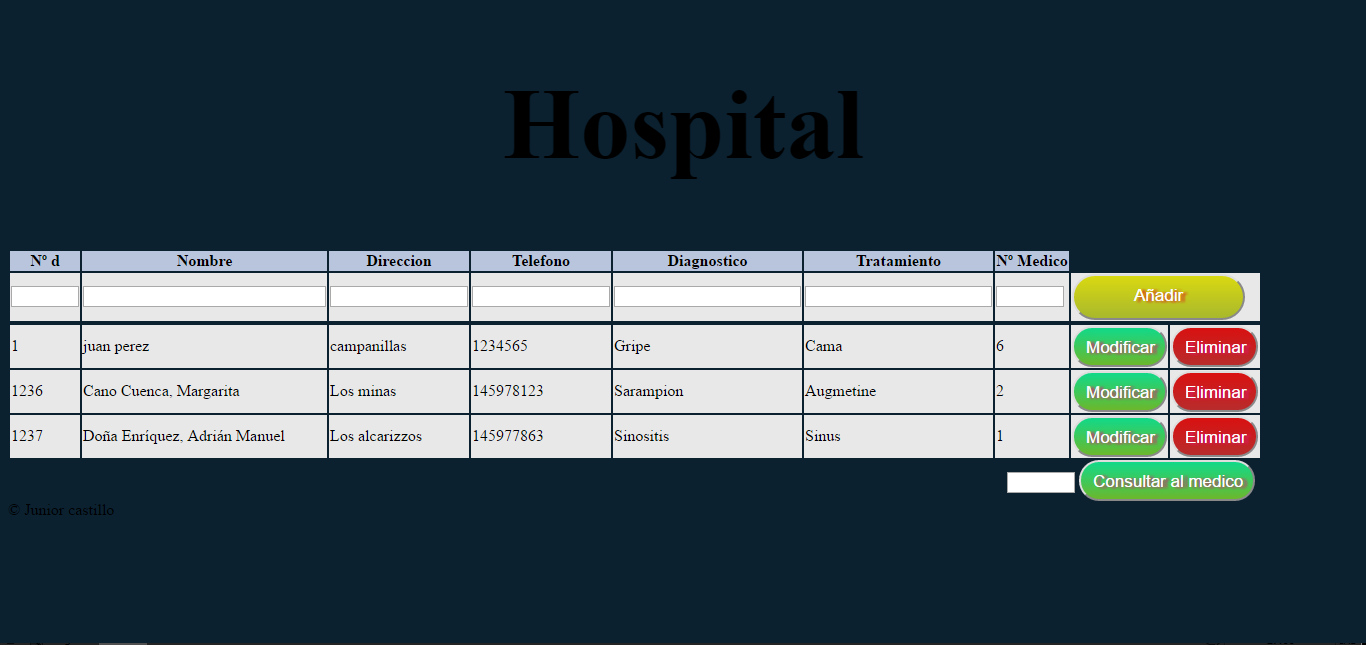 Hospital
Nº d Nombre Direccion Telefono Diagnostico Tratamiento Nº Medico
Añadir
1 juan perez campanillas 1234565 Gripe Cama 6 Modificar Eliminar
1236 Cano Cuenca, Margarita Los minas 145978123 Sarampion Augmetine 2 Modificar Eliminar
1237 Doña Enríquez, Adrián Manuel Los alcarizzos 145977863 Sinositis Sinus 1 Modificar Eliminar
Consultar al medico
© Junior castillo